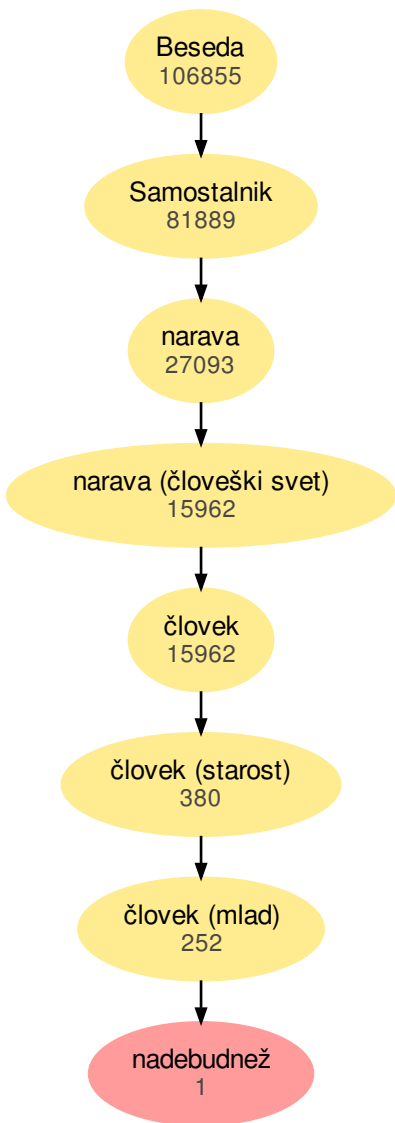 Beseda
106855
Samostalnik
81889
narava
27093
narava (človeški svet)
15962
človek
15962
človek (starost)
380
človek (mlad)
252
nadebudnež
1